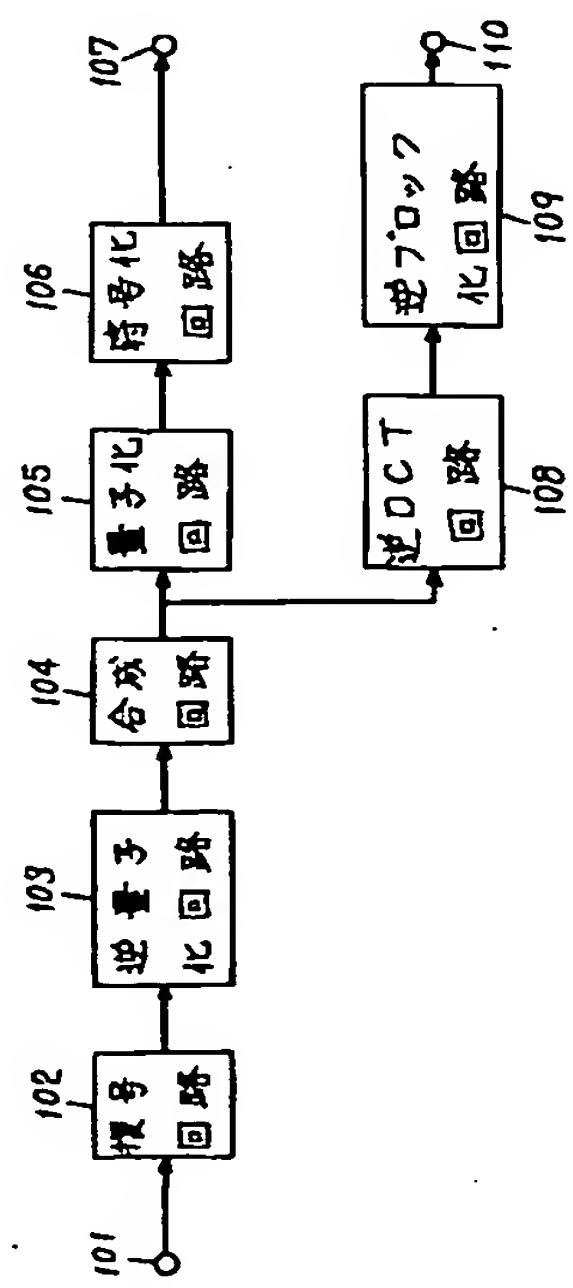 101
102
復号
回路
103
逆量子
化回路
104
合成
回路
105
量子化
回路
106
符号化
回路
107
逆DCT
回路
108
逆ブロック
化回路
109
110